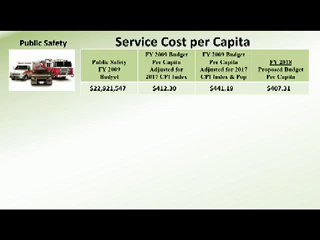 Public Safety
Service Cost per Capita
Public Safety
FY 2009
Budget
FY 2009 Budget
Per Capita
Adjusted for
2017 CPI Index
FY 2009 Budget
Per Capita
Adjusted for 2017
CPI Index & Pop
FY 2018
Proposed Budget
Per Capita
$22,921,547
$412.30
$441.19
$407.31